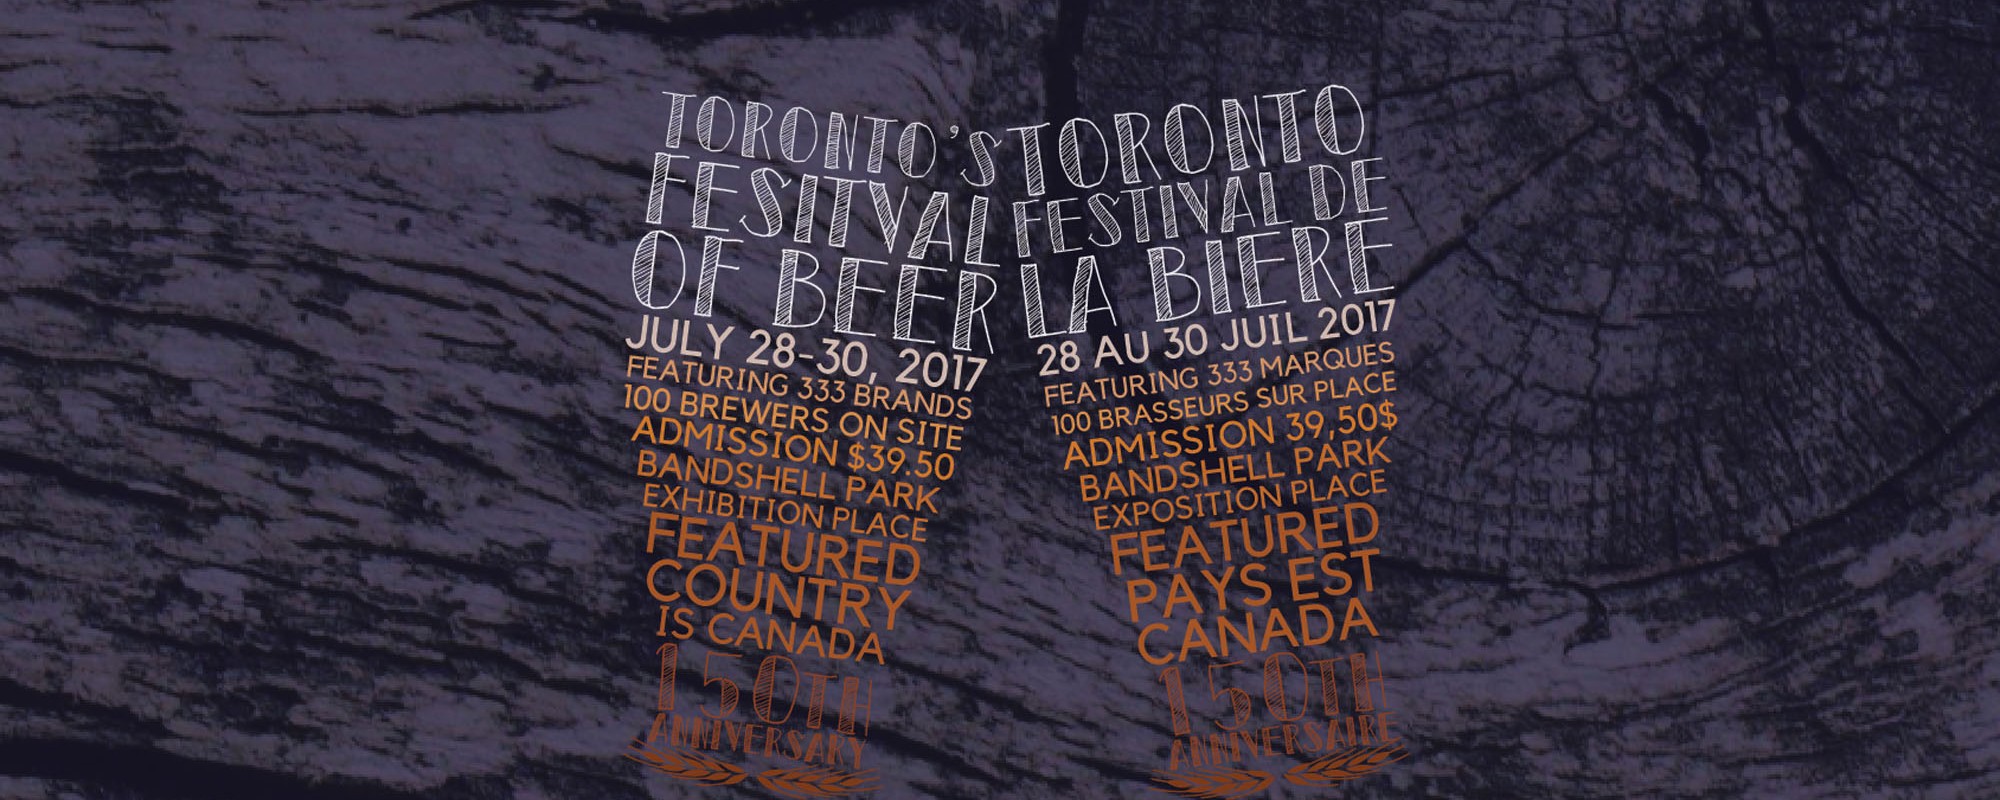 TORONTO'S
FESITVAL
OF BEER
JULY 28-30, 2017
FEATURING 333 BRANDS
100 BREWERS ON SITE
ADMISSION $39.50
BANDSHELL PARK
EXHIBITION PLACE
FEATURED
COUNTRY
IS CANADA
150TH
ANNIVERSARY
TORONTO
FESTIVAL DE
LA BIERE
28 AU 30 JUIL 2017
FEATURING 333 MARQUES
100 BRASSEURS SUR PLACE
ADMISSION 39,50$
BANDSHELL PARK
EXPOSITION PLACE
FEATURED
PAYS EST
CANADA
150TH
ANNIVERSAIRE